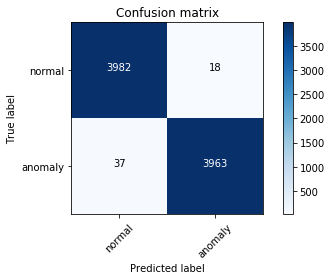 Confusion matrix
normal
3982
18
anomaly
37
3963
True label
normal
anomaly
Predicted label
3500
3000
2500
2000
1500
1000
500